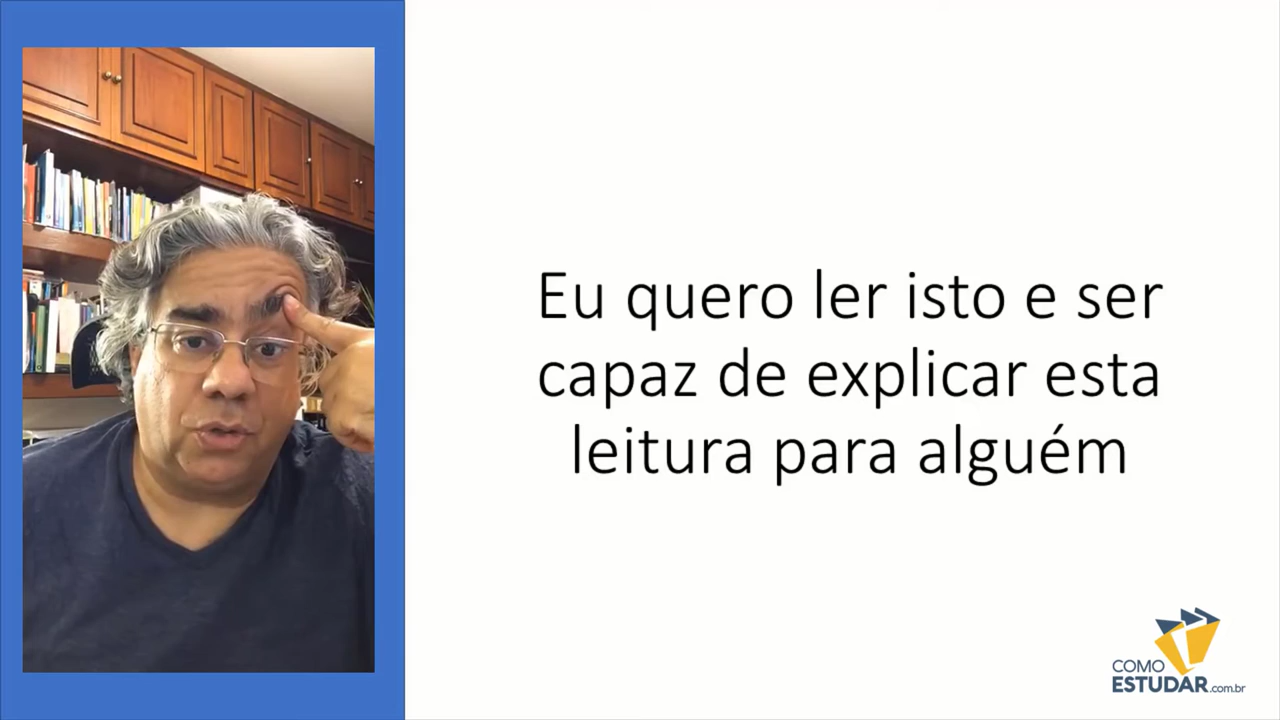 Eu quero ler isto e ser
capaz de explicar esta
leitura para alguém
COMO
ESTUDAR.com.br